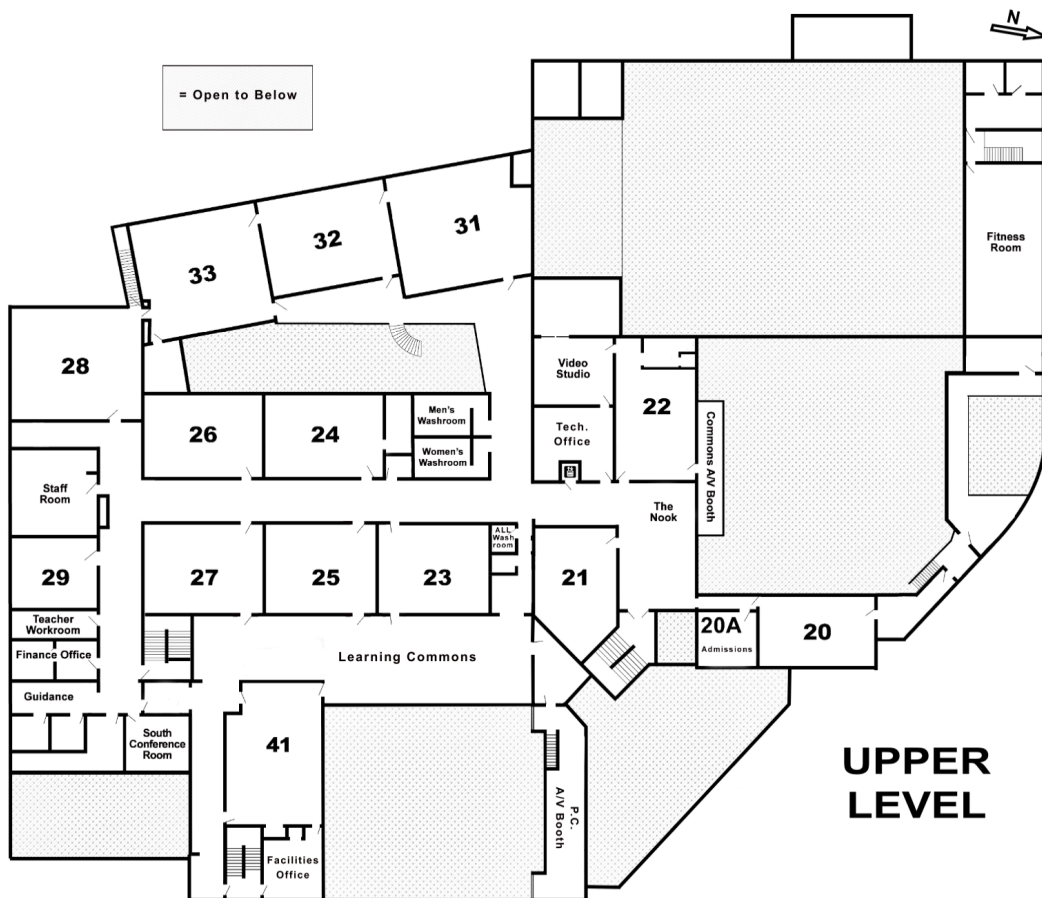 N
= Open to Below
31
32
33
Fitness
Room
28
Video
Studio
22
Men's
Washroom
26
24
Tech.
Office
Women's
Washroom
Commons A/V Booth
Staff
Room
The
Nook
ALL
Wash
room
29
27
25
23
21
Teacher
Workroom
20A
Admissions
20
Finance Office
Learning Commons
Guidance
South
Conference
Room
41
P.C.
A/V Booth
UPPER
LEVEL
Facilities
Office